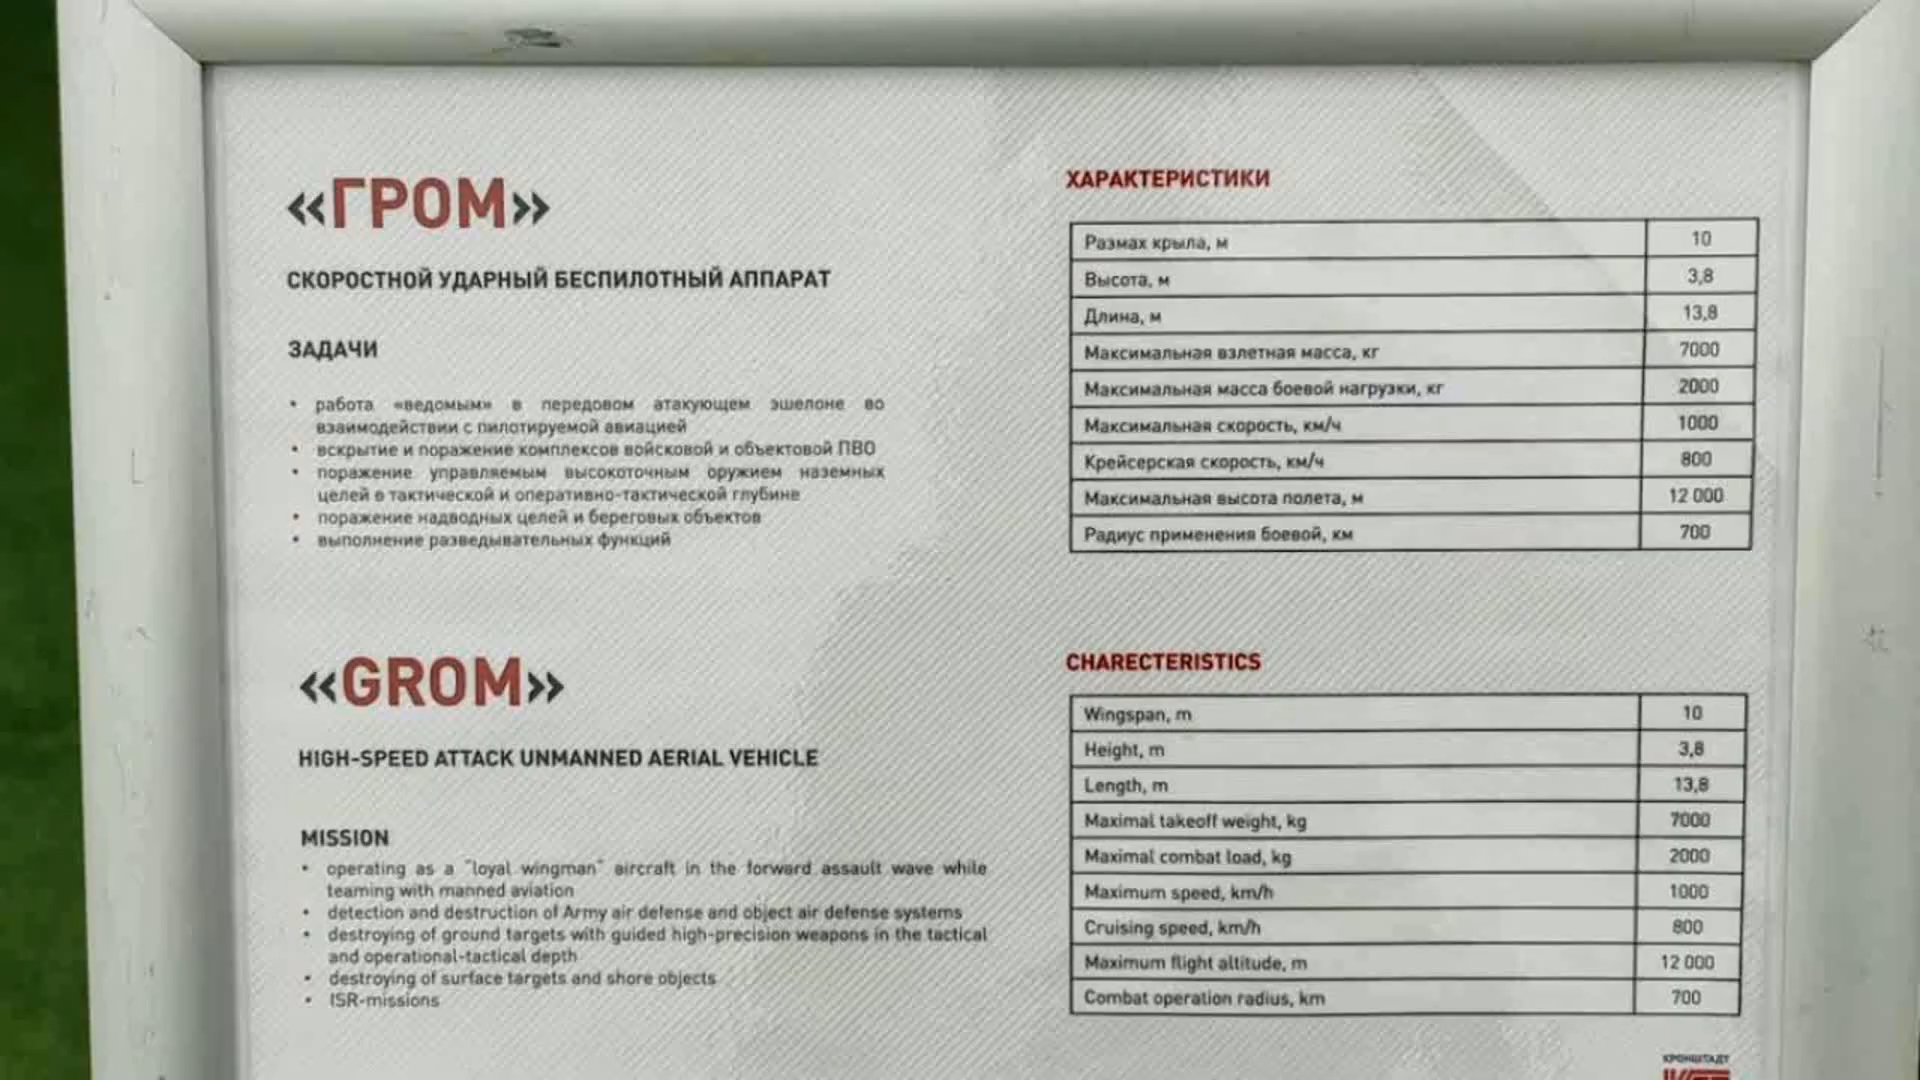 «ГРОМ»
СКОРОСТНОЙ УДАРНЫЙ БЕСПИЛОТНЫЙ АППАРАТ
ЗАДАЧИ
• работа «ведомым» в передовом атакующем эшелоне во
взаимодействии с пилотируемой авиацией
• вскрытие и поражение комплексов войсковой и объектовой ПВО
• поражение управляемым высокоточным оружием наземных
целей в тактической и оперативно-тактической глубине
• поражение надводных целей и береговых объектов
• выполнение разведывательных функций
ХАРАКТЕРИСТИКИ
Размах крыла, м 10
Высота, м 3,8
Длина, м 13,8
Максимальная взлетная масса, кг 7000
Максимальная масса боевой нагрузки, кг 2000
Максимальная скорость, км/ч 1000
Крейсерская скорость, км/ч 800
Максимальная высота полета, м 12 000
Радиус применения боевой, км 700
«GROM»
HIGH-SPEED ATTACK UNMANNED AERIAL VEHICLE
MISSION
• operating as a "loyal wingman" aircraft in the forward assault wave while
teaming with manned aviation
• detection and destruction of Army air defense and object air defense systems
• destroying of ground targets with guided high-precision weapons in the tactical
and operational-tactical depth
• destroying of surface targets and shore objects
• ISR-missions
CHARECTERISTICS
Wingspan, m 10
Height, m 3,8
Length, m 13,8
Maximal takeoff weight, kg 7000
Maximal combat load, kg 2000
Maximum speed, km/h 1000
Cruising speed, km/h 800
Maximum flight altitude, m 12 000
Combat operation radius, km 700
КРОНШТАДТ